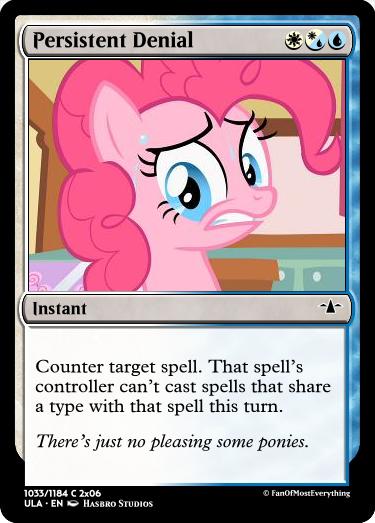 Persistent Denial
Instant
Counter target spell. That spell's
controller can't cast spells that share
a type with that spell this turn.
There's just no pleasing some ponies.
1033/1184 C 2x06
ULA • EN Hasbro Studios
© FanOfMostEverything